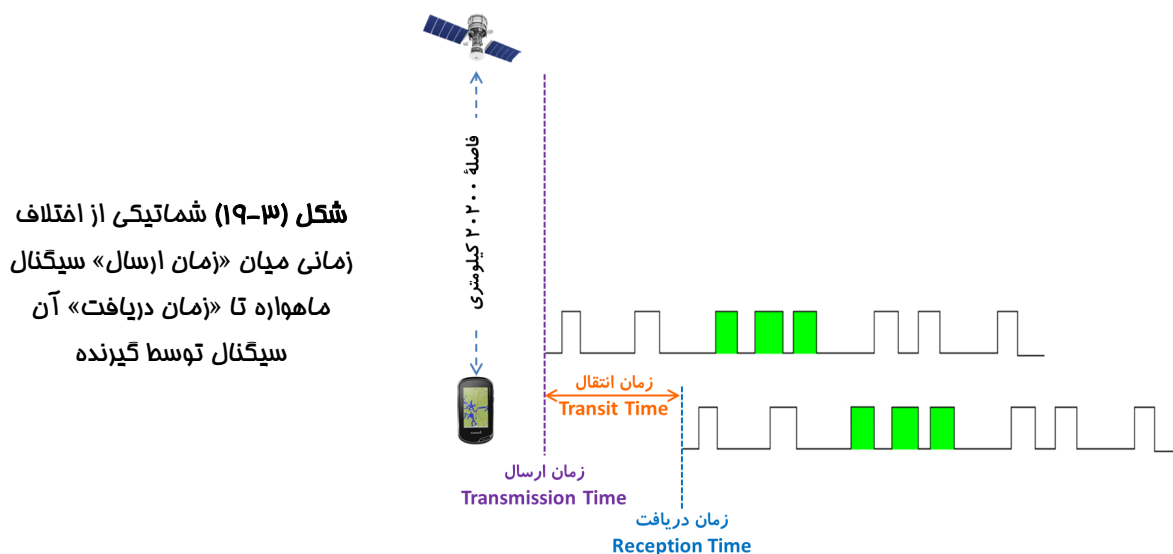 شکل (۳-۱۹) شماتیکی از اختلاف
زمانی میان «زمان ارسال» سیگنال
ماهواره تا «زمان دریافت» آن
سیگنال توسط گیرنده
فاصلهٔ ۲۰۲۰۰ کیلومتری
زمان انتقال
Transit Time
زمان ارسال
Transmission Time
زمان دریافت
Reception Time